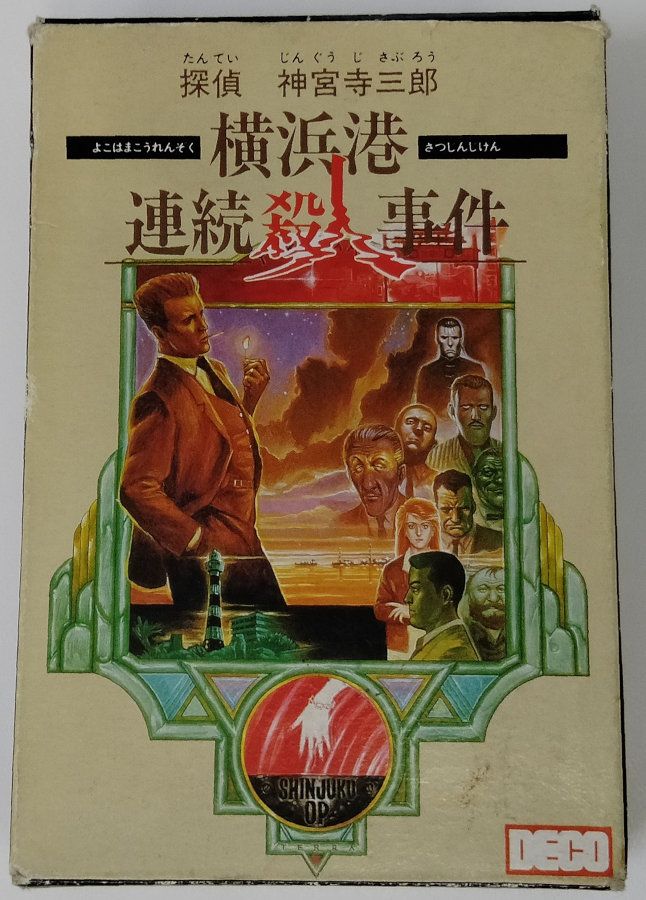 たんてい じんぐうじ さぶろう
探偵 神宮寺三郎
よこはまこうれんぞく 横浜港 さつじんじけん
連続殺人事件
SHINJUKU
OP.
TERRA
DECO